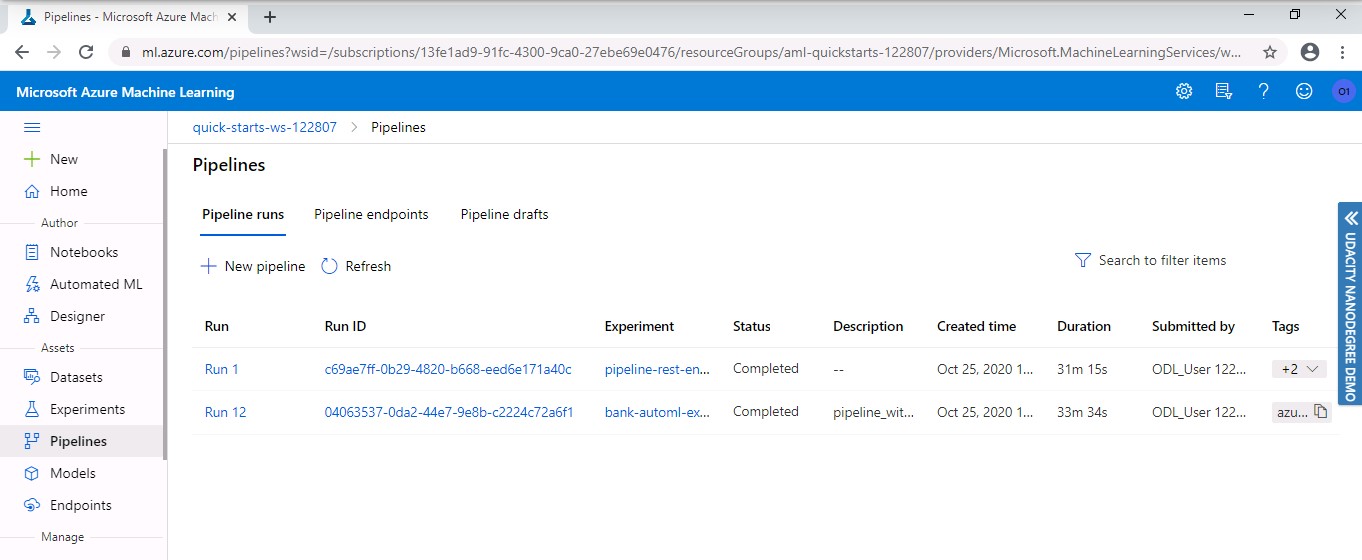 Pipelines - Microsoft Azure Mach
ml.azure.com/pipelines?wsid=/subscriptions/13fe1ad9-91fc-4300-9ca0-27ebe69e0476/resourceGroups/aml-quickstarts-122807/providers/Microsoft.MachineLearningServices/w...
Microsoft Azure Machine Learning
O1
quick-starts-ws-122807 > Pipelines
New
Home
Author
Notebooks
Automated ML
Designer
Assets
Datasets
Experiments
Pipelines
Models
Endpoints
Manage
Pipelines
Pipeline runs Pipeline endpoints Pipeline drafts
New pipeline Refresh Search to filter items
Run Run ID Experiment Status Description Created time Duration Submitted by Tags
Run 1 c69ae7ff-0b29-4820-b668-eed6e171a40c pipeline-rest-en... Completed -- Oct 25, 2020 1... 31m 15s ODL_User 122... +2
Run 12 04063537-0da2-44e7-9e8b-c2224c72a6f1 bank-automl-ex... Completed pipeline_wit... Oct 25, 2020 1... 33m 34s ODL_User 122... azu...
UDACITY NANODEGREE DEMO